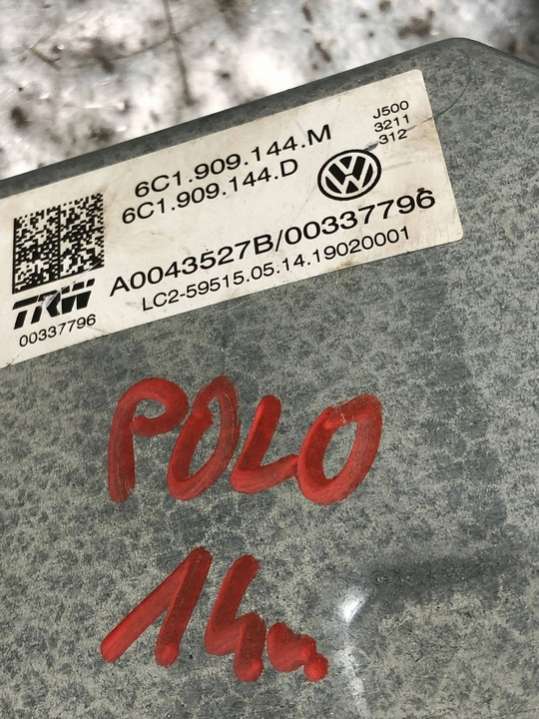 6C1.909.144.M
6C1.909.144.D
J500
3211
312
A0043527B/00337796
LC2-59515.05.14.19020001
TRW
00337796
POLO